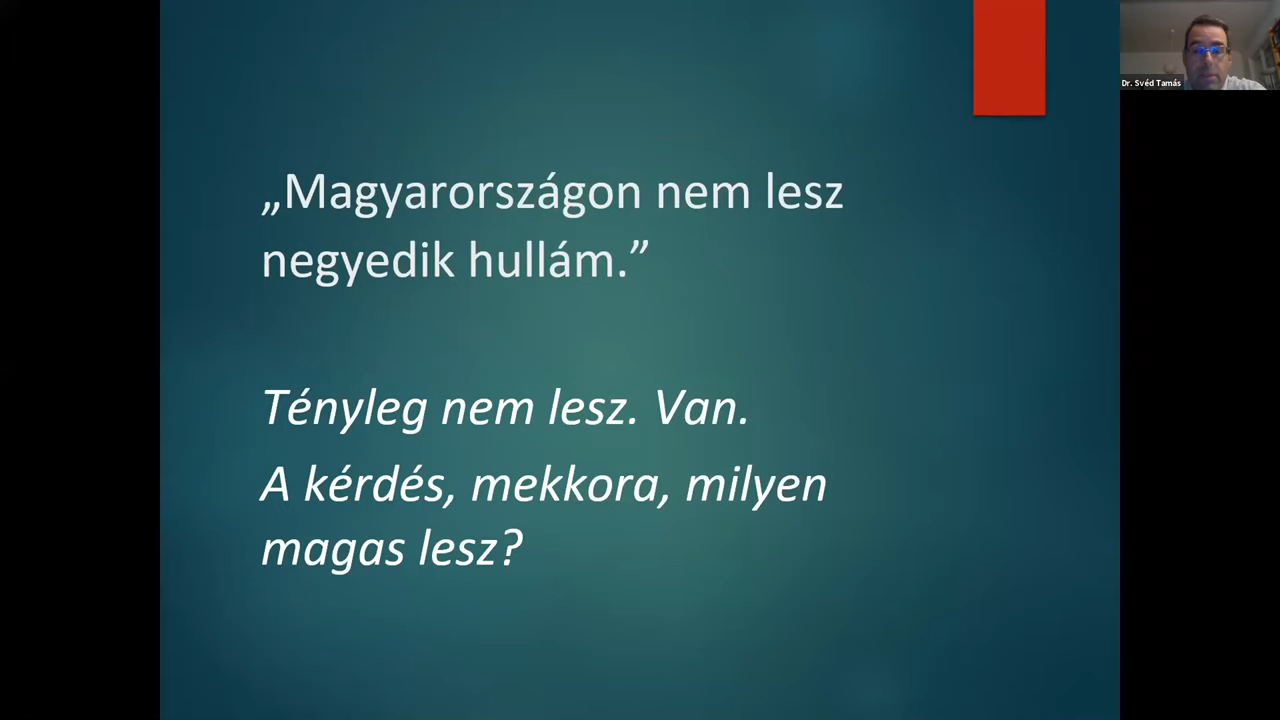 „Magyarországon nem lesz
negyedik hullám.”
Tényleg nem lesz. Van.
A kérdés, mekkora, milyen
magas lesz?
Dr. Svéd Tamás